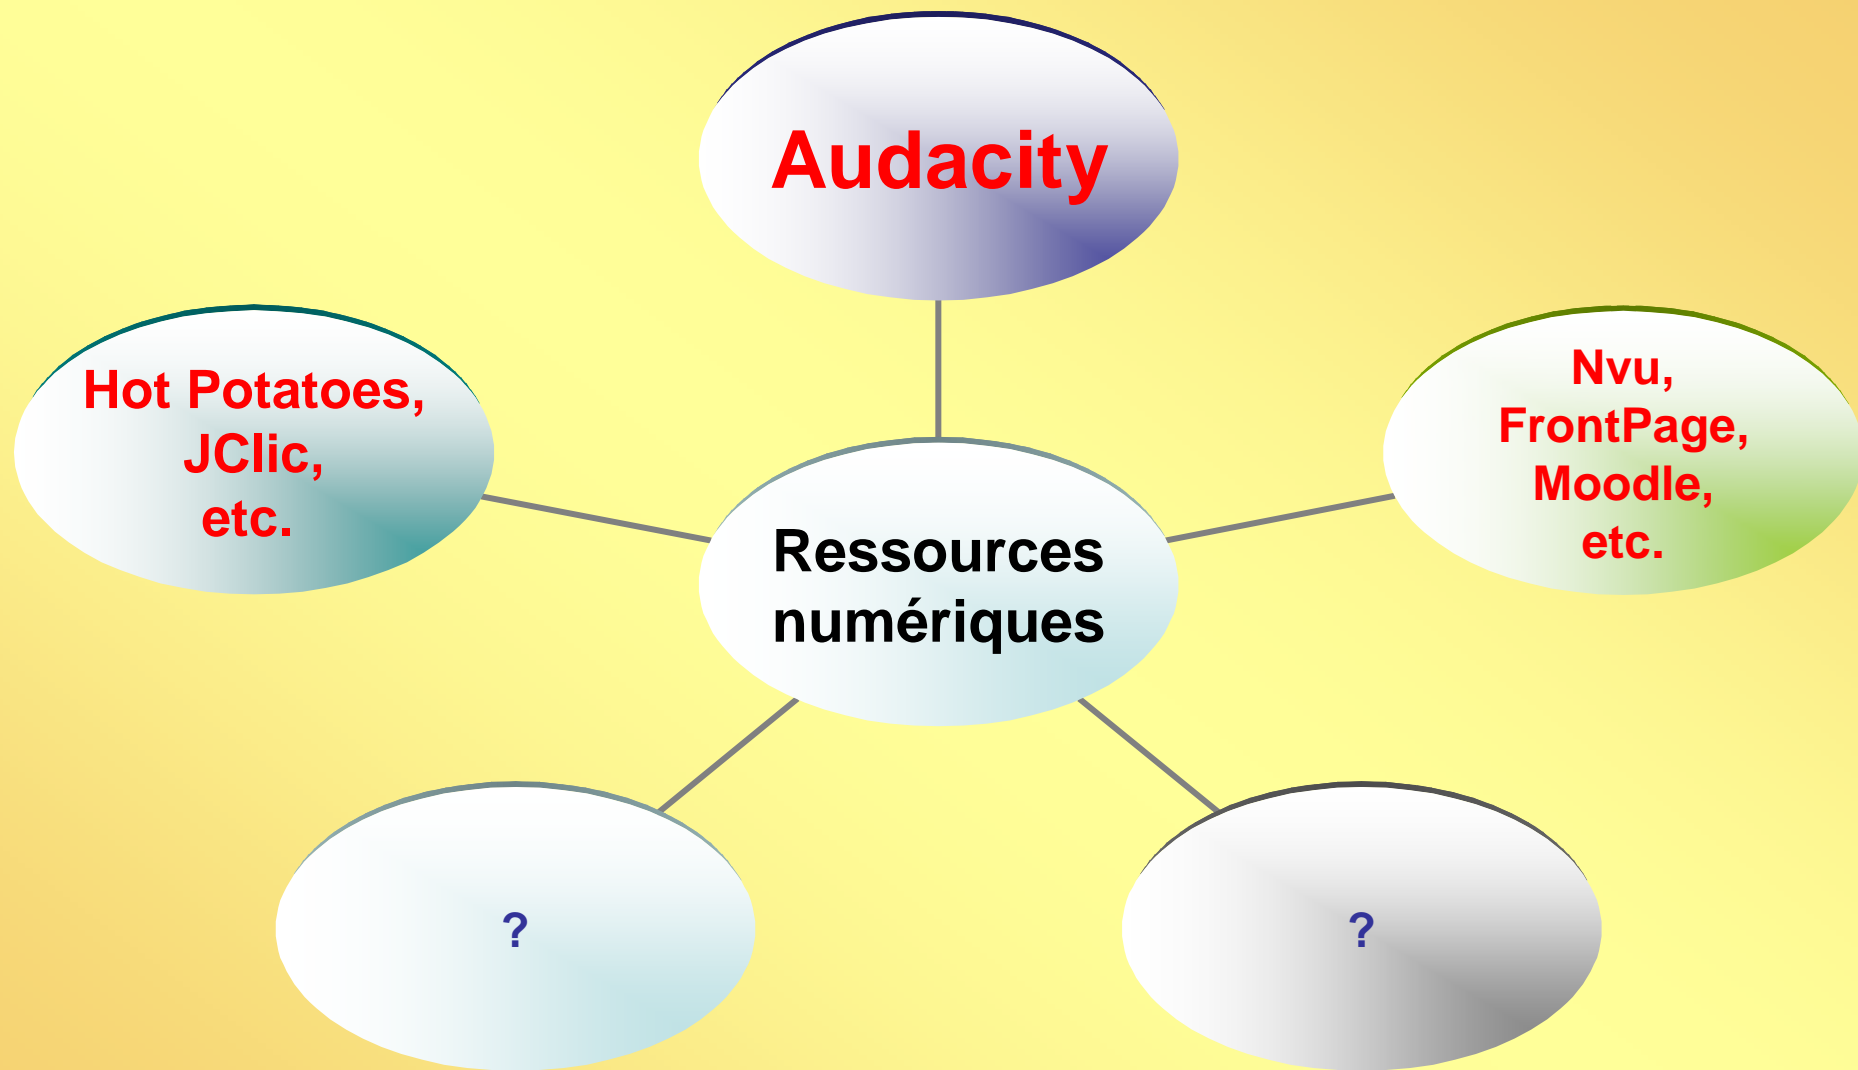 Audacity
Hot Potatoes,
JClic,
etc.
Nvu,
FrontPage,
Moodle,
etc.
Ressources
numériques
?
?